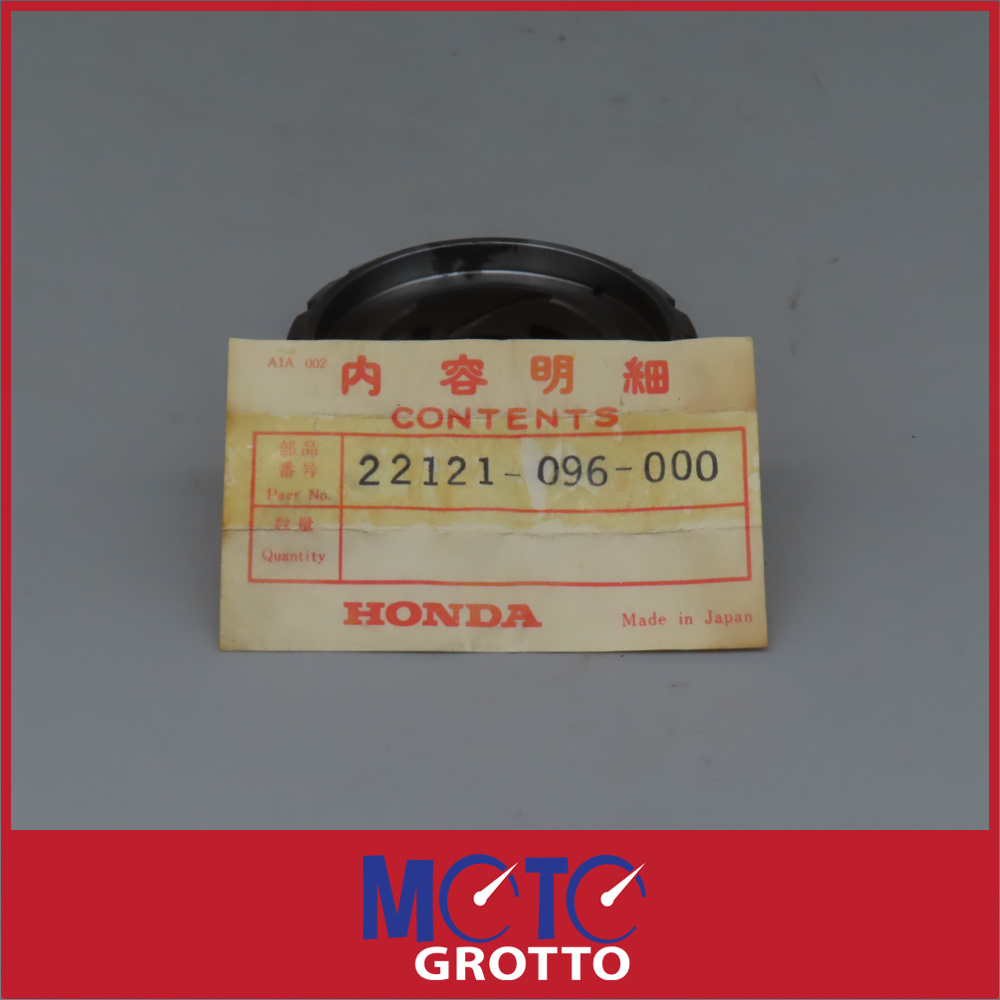 AIA 002
内容明細
CONTENTS
部品
番号
Part No.
22121-096-000
数量
Quantity
HONDA
Made in Japan
MOTO
GROTTO